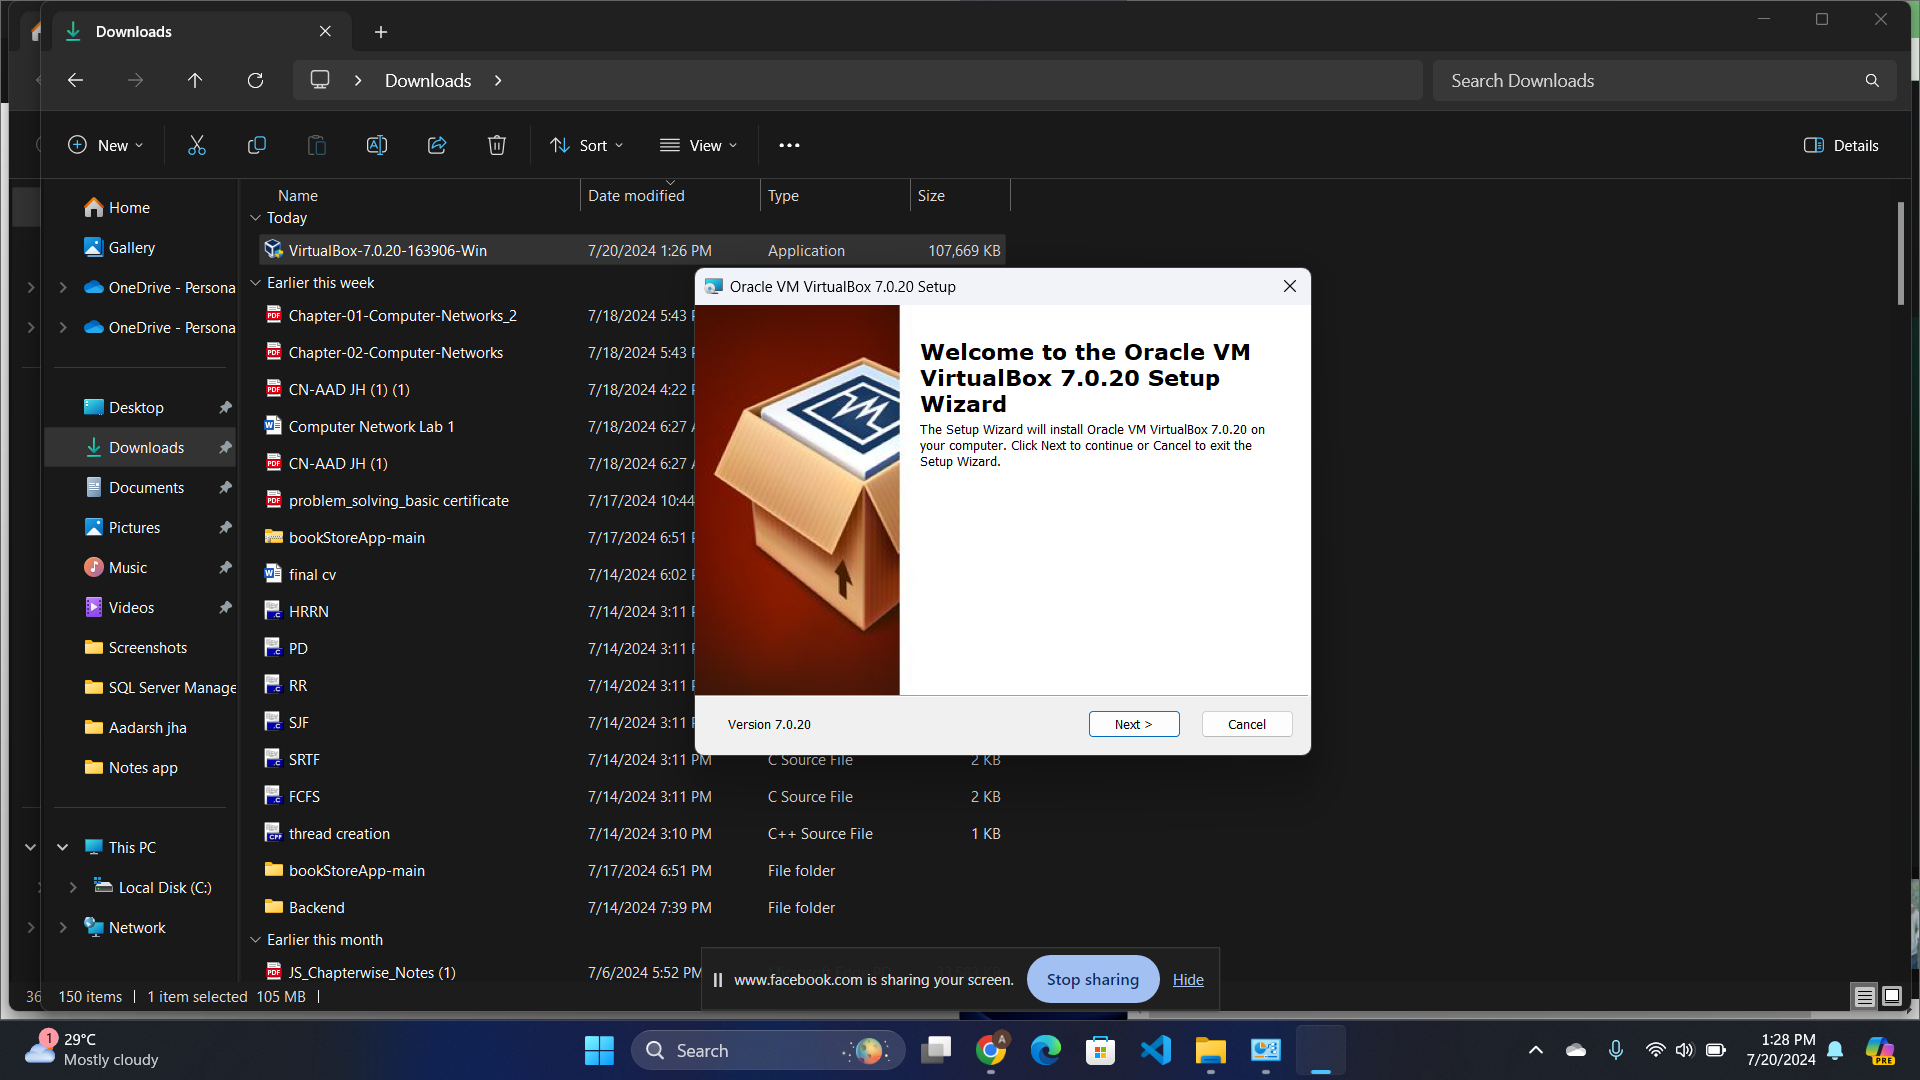 Downloads
Downloads
Search Downloads
New
Sort
View
Details
Name
Date modified
Type
Size
Home
Gallery
OneDrive - Persona
OneDrive - Persona
Desktop
Downloads
Documents
Pictures
Music
Videos
Screenshots
SQL Server Manage
Aadarsh jha
Notes app
This PC
Local Disk (C:)
Network
Today
VirtualBox-7.0.20-163906-Win 7/20/2024 1:26 PM Application 107,669 KB
Earlier this week
Chapter-01-Computer-Networks_2 7/18/2024 5:43
Chapter-02-Computer-Networks 7/18/2024 5:43
CN-AAD JH (1) (1) 7/18/2024 4:22
Computer Network Lab 1 7/18/2024 6:27
CN-AAD JH (1) 7/18/2024 6:27
problem_solving_basic certificate 7/17/2024 10:44
bookStoreApp-main 7/17/2024 6:51
final cv 7/14/2024 6:02
HRRN 7/14/2024 3:11
PD 7/14/2024 3:11
RR 7/14/2024 3:11
SJF 7/14/2024 3:11
SRTF 7/14/2024 3:11 PM C Source File 2 KB
FCFS 7/14/2024 3:11 PM C Source File 2 KB
thread creation 7/14/2024 3:10 PM C++ Source File 1 KB
bookStoreApp-main 7/17/2024 6:51 PM File folder
Backend 7/14/2024 7:39 PM File folder
Earlier this month
JS_Chapterwise_Notes (1) 7/6/2024 5:52 PM
Oracle VM VirtualBox 7.0.20 Setup
Welcome to the Oracle VM
VirtualBox 7.0.20 Setup
Wizard
The Setup Wizard will install Oracle VM VirtualBox 7.0.20 on
your computer. Click Next to continue or Cancel to exit the
Setup Wizard.
Version 7.0.20
Next >
Cancel
www.facebook.com is sharing your screen.
Stop sharing
Hide
36
150 items
1 item selected 105 MB
1
29°C
Mostly cloudy
Search
A
1:28 PM
7/20/2024
PRE